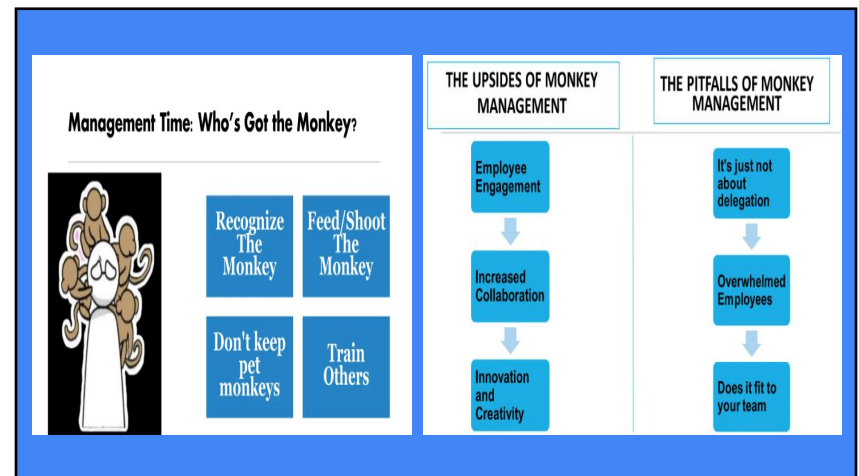 Management Time: Who's Got the Monkey?
Recognize
The
Monkey
Feed/Shoot
The
Monkey
Don't keep
pet
monkeys
Train
Others
THE UPSIDES OF MONKEY
MANAGEMENT
Employee
Engagement
Increased
Collaboration
Innovation
and
Creativity
THE PITFALLS OF MONKEY
MANAGEMENT
It's just not
about
delegation
Overwhelmed
Employees
Does it fit to
your team